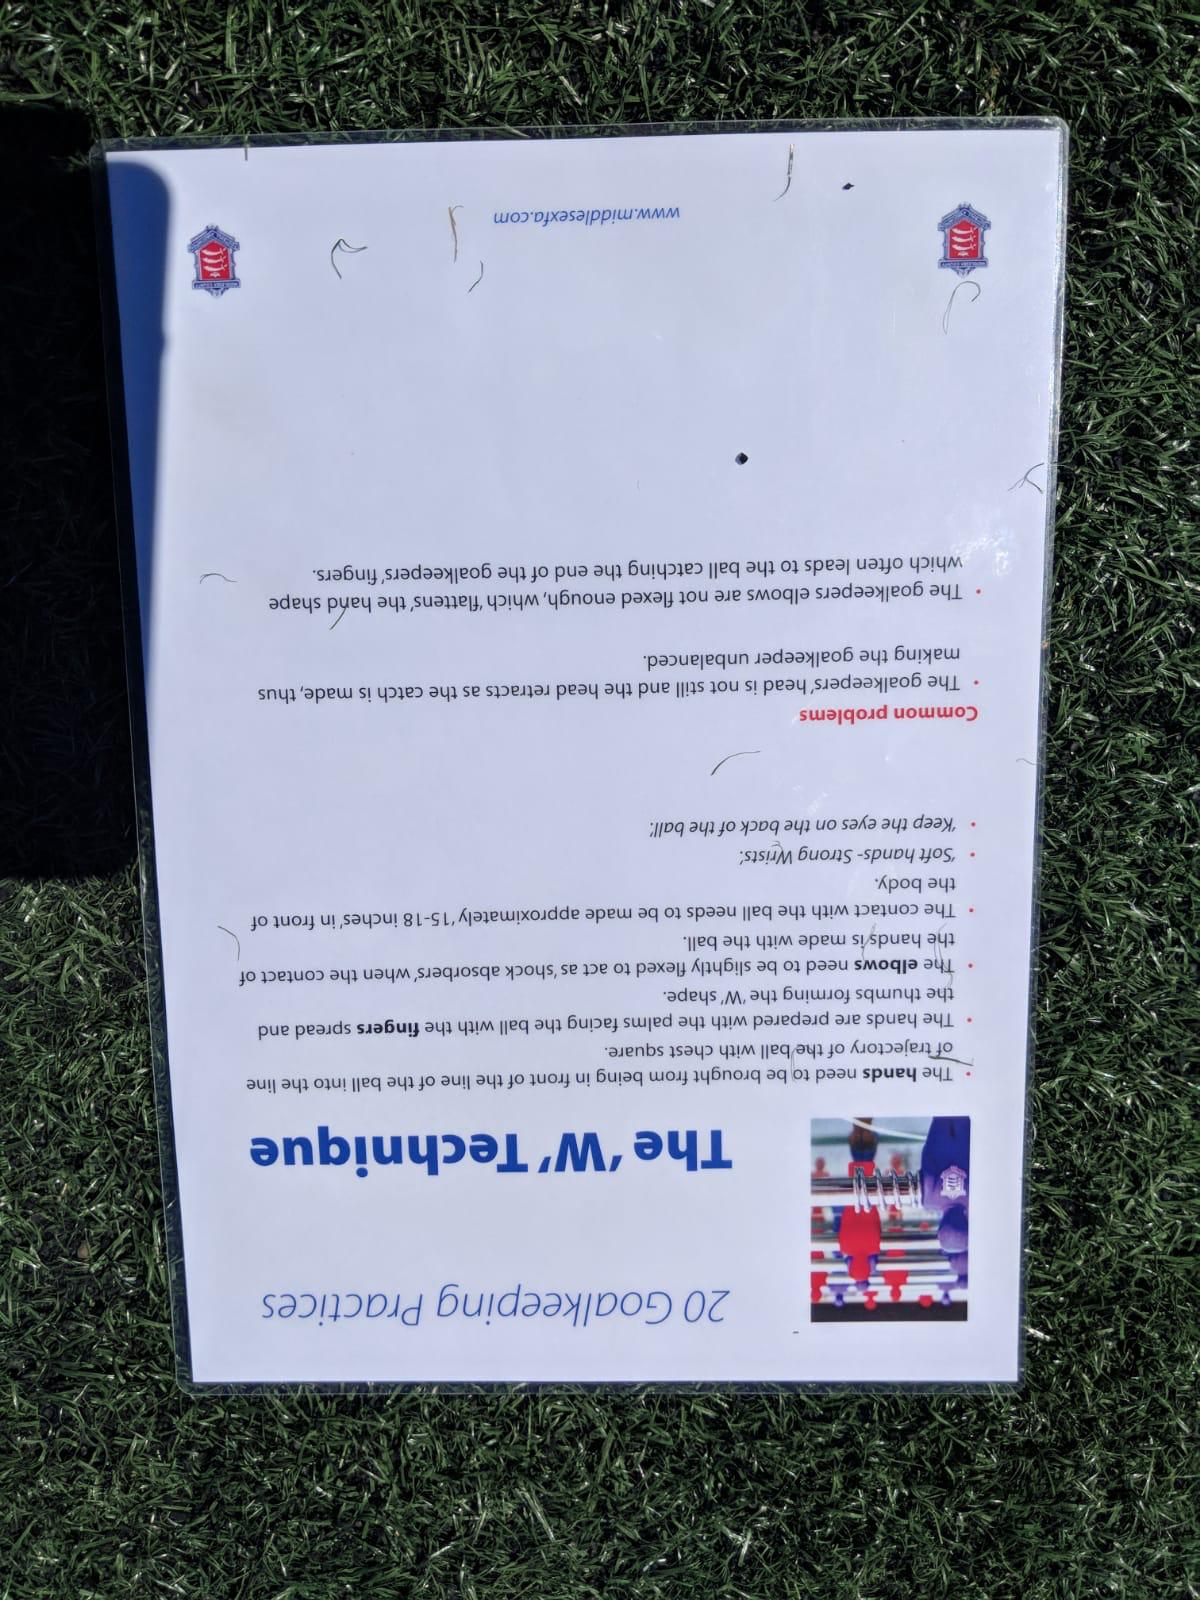 20 Goalkeeping Practices
The ‘W’ Technique
• The hands need to be brought from being in front of the line of the ball into the line
of trajectory of the ball with chest square.
• The hands are prepared with the palms facing the ball with the fingers spread and
the thumbs forming the ‘W’ shape.
• The elbows need to be slightly flexed to act as ‘shock absorbers’ when the contact of
the hands is made with the ball.
• The contact with the ball needs to be made approximately ‘15-18 inches’ in front of
the body.
• ‘Soft hands- Strong Wrists’.
• ‘Keep the eyes on the back of the ball’.
Common problems
• The goalkeepers’ head is not still and the head retracts as the catch is made, thus
making the goalkeeper unbalanced.
• The goalkeepers elbows are not flexed enough, which ‘flattens’ the hand shape
which often leads to the ball catching the end of the goalkeepers’ fingers.
www.middlesexfa.com